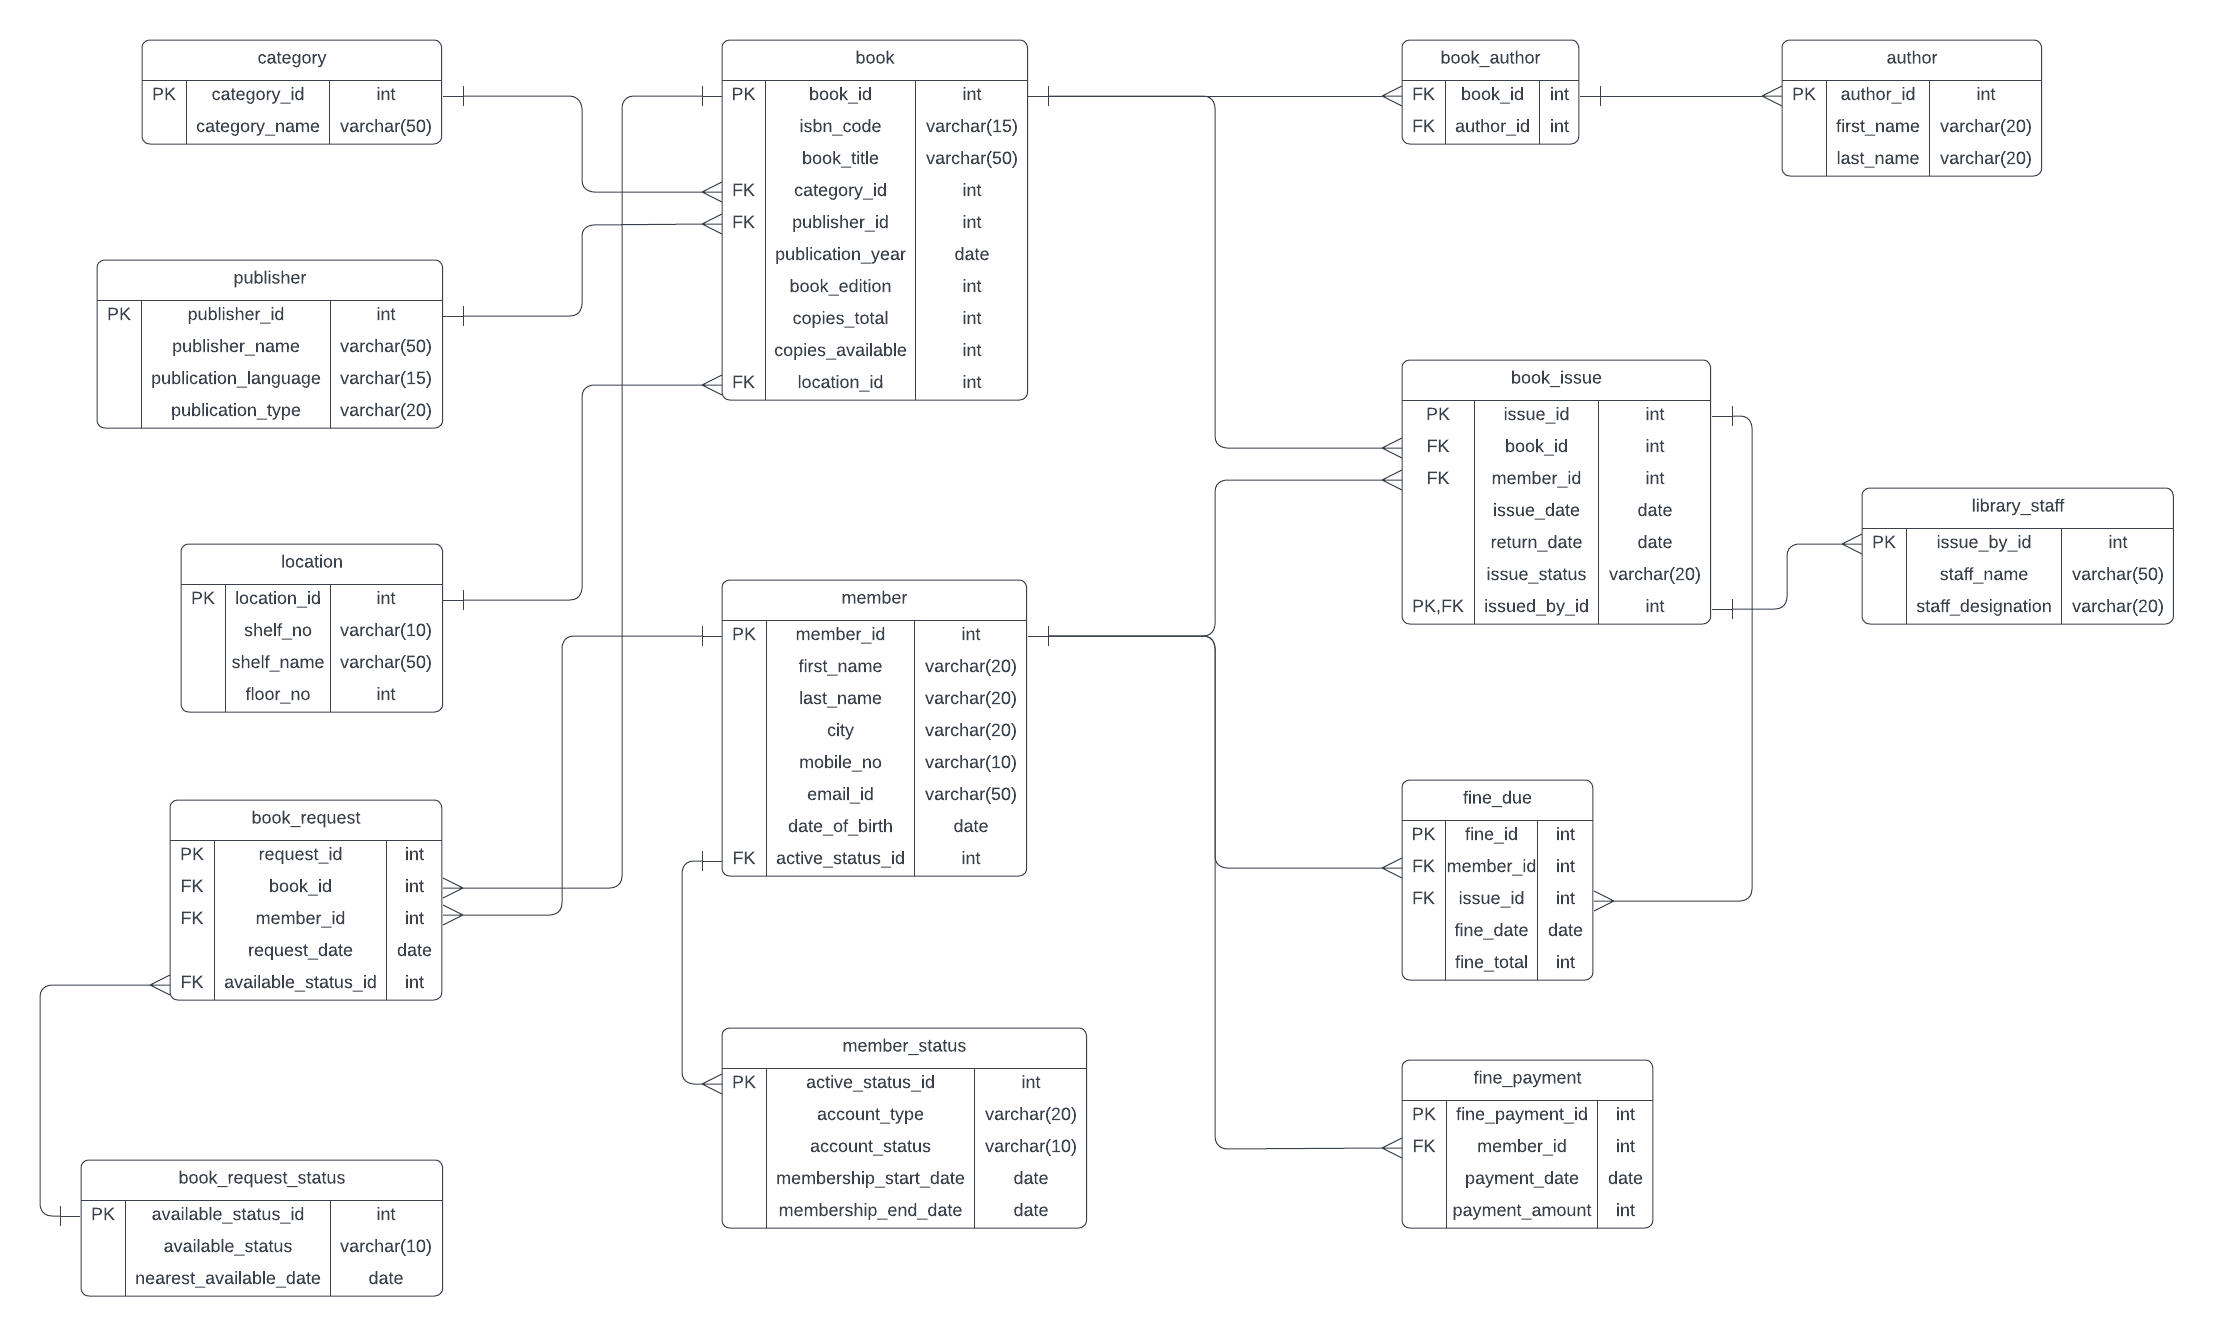 category
PK category_id int
category_name varchar(50)
publisher
PK publisher_id int
publisher_name varchar(50)
publication_language varchar(15)
publication_type varchar(20)
location
PK location_id int
shelf_no varchar(10)
shelf_name varchar(50)
floor_no int
book_request
PK request_id int
FK book_id int
FK member_id int
request_date date
FK available_status_id int
book_request_status
PK available_status_id int
available_status varchar(10)
nearest_available_date date
book
PK book_id int
isbn_code varchar(15)
book_title varchar(50)
FK category_id int
FK publisher_id int
publication_year date
book_edition int
copies_total int
copies_available int
FK location_id int
member
PK member_id int
first_name varchar(20)
last_name varchar(20)
city varchar(20)
mobile_no varchar(10)
email_id varchar(50)
date_of_birth date
FK active_status_id int
member_status
PK active_status_id int
account_type varchar(20)
account_status varchar(10)
membership_start_date date
membership_end_date date
book_author
FK book_id int
FK author_id int
author
PK author_id int
first_name varchar(20)
last_name varchar(20)
book_issue
PK issue_id int
FK book_id int
FK member_id int
issue_date date
return_date date
issue_status varchar(20)
PK,FK issued_by_id int
library_staff
PK issue_by_id int
staff_name varchar(50)
staff_designation varchar(20)
fine_due
PK fine_id int
FK member_id int
FK issue_id int
fine_date date
fine_total int
fine_payment
PK fine_payment_id int
FK member_id int
payment_date date
payment_amount int